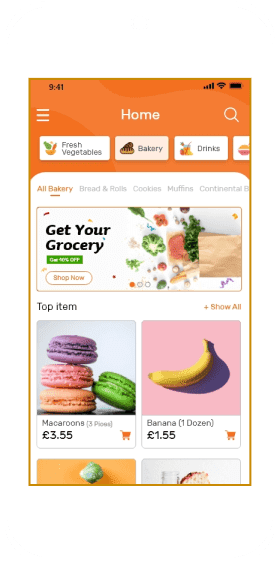 9:41
Home
Fresh
Vegetables
Bakery
Drinks
All Bakery Bread & Rolls Cookies Muffins Continental B
Get Your
Grocery
Get 40% OFF
Shop Now
Top item
+ Show All
Macaroons (3 Pices)
£3.55
Banana (1 Dozen)
£1.55